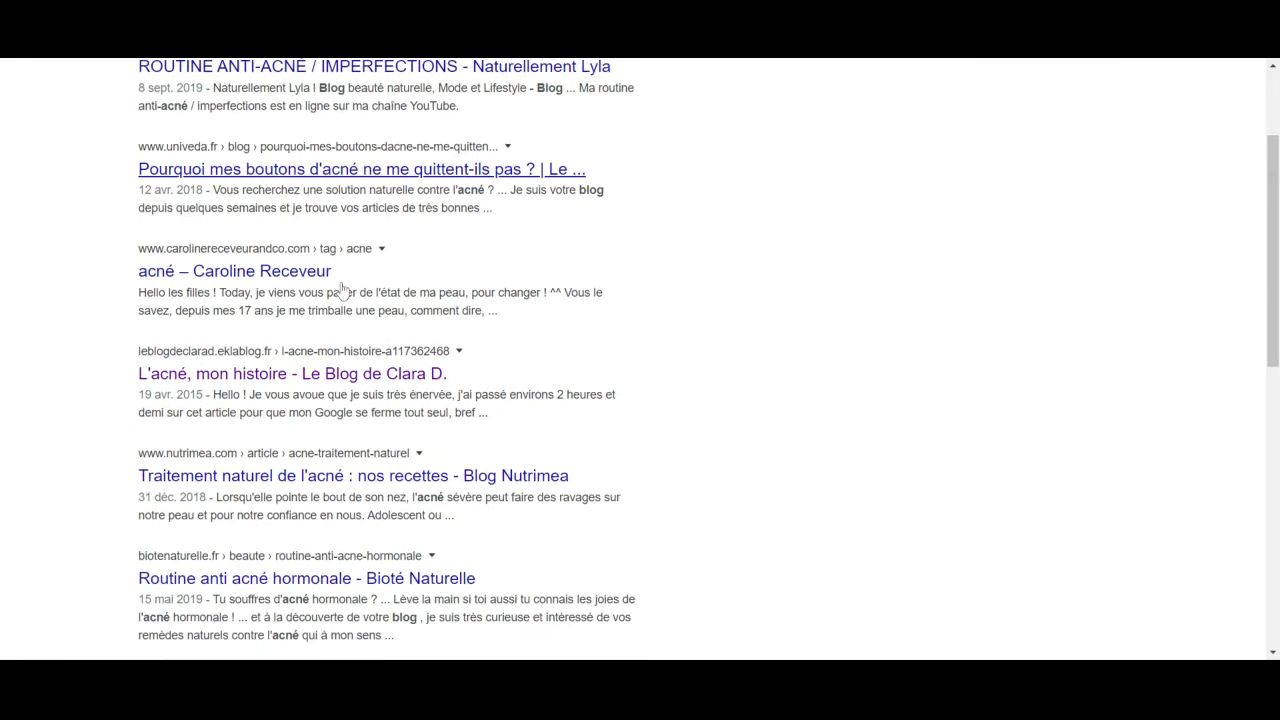 ROUTINE ANTI-ACNÉ / IMPERFECTIONS - Naturellement Lyla
8 sept. 2019 - Naturellement Lyla I Blog beauté naturelle, Mode et Lifestyle - Blog ... Ma routine
anti-acné / imperfections est en ligne sur ma chaîne YouTube.
www.univeda.fr › blog › pourquoi-mes-boutons-dacne-ne-me-quitten...
Pourquoi mes boutons d'acné ne me quittent-ils pas ? | Le ...
12 avr. 2018 - Vous recherchez une solution naturelle contre l'acné ? ... Je suis votre blog
depuis quelques semaines et je trouve vos articles de très bonnes ...
www.carolinereceveurandco.com › tag › acne
acné – Caroline Receveur
Hello les filles ! Today, je viens vous parler de l'état de ma peau, pour changer ! ^^ Vous le
savez, depuis mes 17 ans je me trimballe une peau, comment dire, ...
leblogdeclarad.eklablog.fr › l-acne-mon-histoire-a117362468
L'acné, mon histoire - Le Blog de Clara D.
19 avr. 2015 - Hello ! Je vous avoue que je suis très énervée, j'ai passé environs 2 heures et
demi sur cet article pour que mon Google se ferme tout seul, bref ...
www.nutrimea.com › article › acne-traitement-naturel
Traitement naturel de l'acné : nos recettes - Blog Nutrimea
31 déc. 2018 - Lorsqu'elle pointe le bout de son nez, l'acné sévère peut faire des ravages sur
notre peau et pour notre confiance en nous. Adolescent ou ...
biotenaturelle.fr › beaute › routine-anti-acne-hormonale
Routine anti acné hormonale - Bioté Naturelle
15 mai 2019 - Tu souffres d'acné hormonale ? ... Lève la main si toi aussi tu connais les joies de
l'acné hormonale ! ... et à la découverte de votre blog , je suis très curieuse et intéressé de vos
remèdes naturels contre l'acné qui à mon sens ...